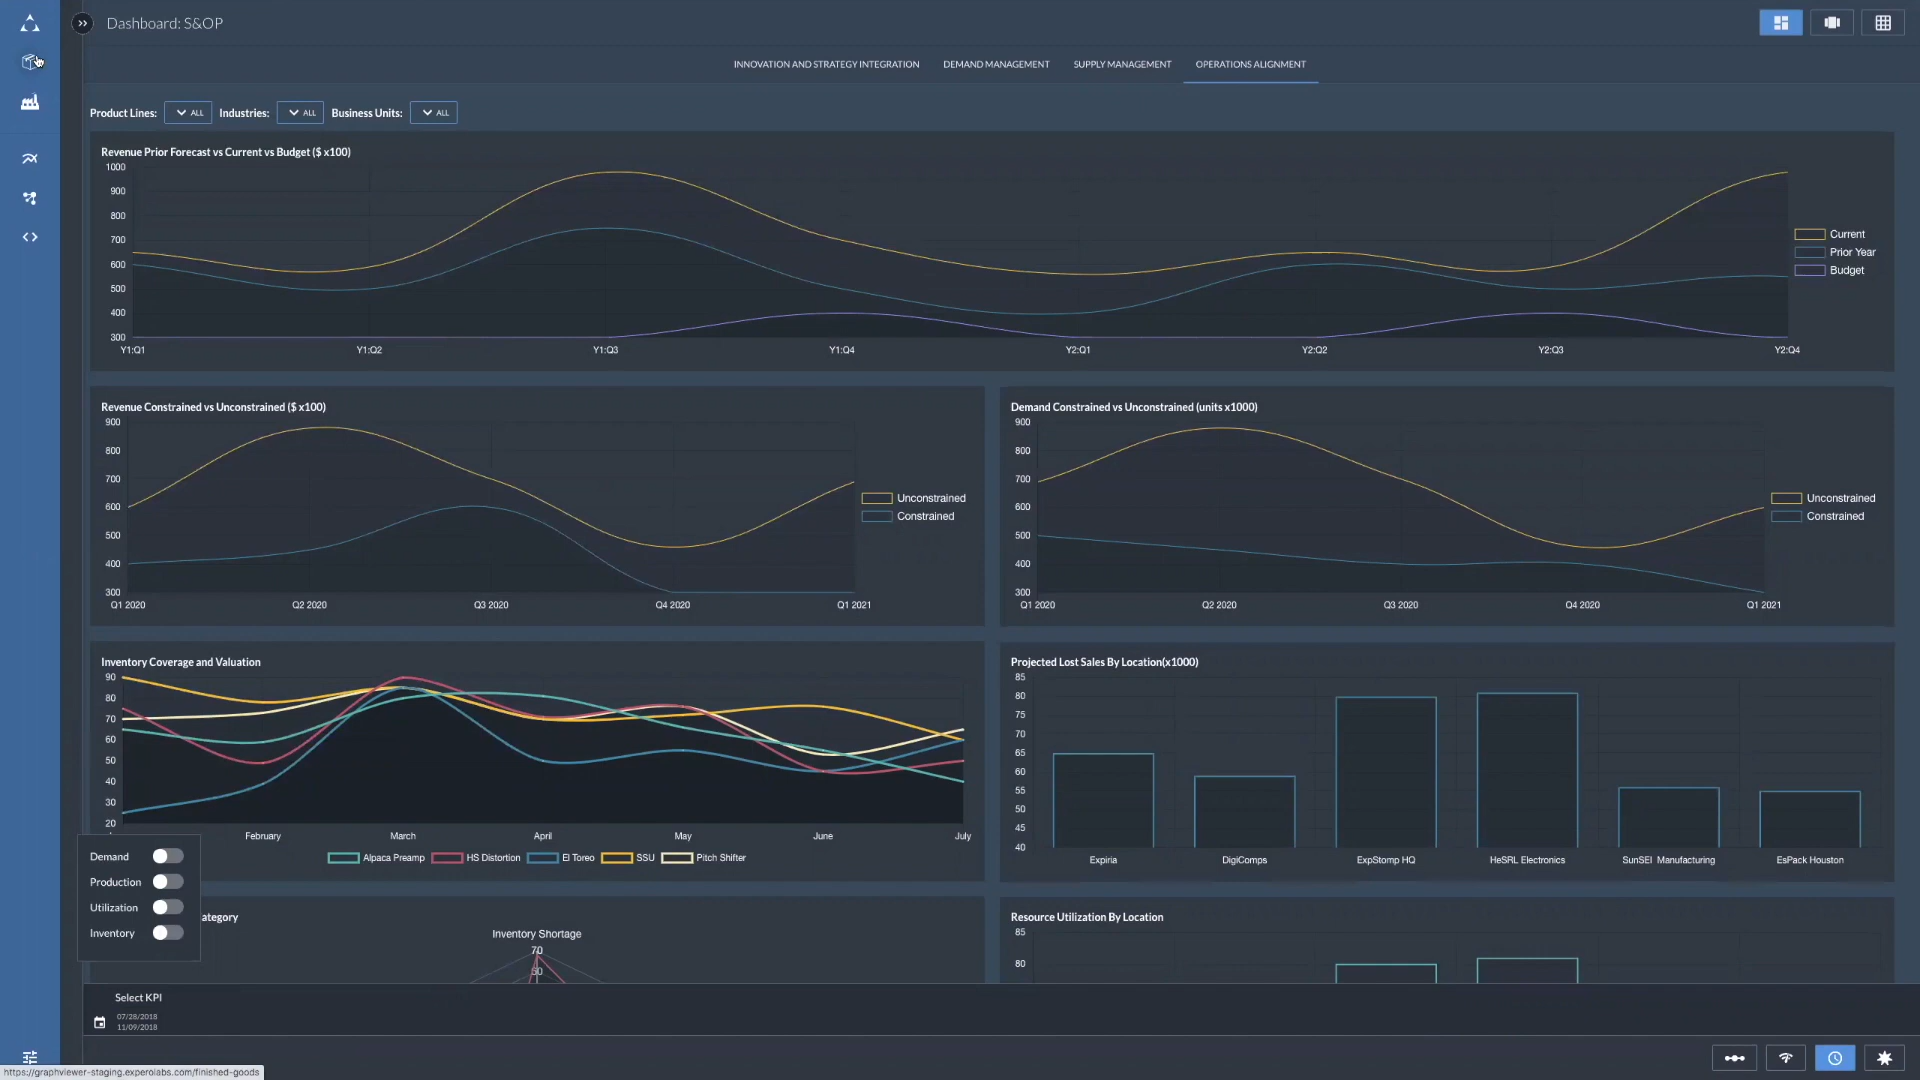 Dashboard: S&OP
INNOVATION AND STRATEGY INTEGRATION
DEMAND MANAGEMENT
SUPPLY MANAGEMENT
OPERATIONS ALIGNMENT
Product Lines: ALL Industries: ALL Business Units: ALL
Revenue Prior Forecast vs Current vs Budget ($ x100)
1000
900
800
700
600
500
400
300
Y1:Q1 Y1:Q2 Y1:Q3 Y1:Q4 Y2:Q1 Y2:Q2 Y2:Q3 Y2:Q4
Current
Prior Year
Budget
Revenue Constrained vs Unconstrained ($ x100)
900
800
700
600
500
400
300
Q1 2020 Q2 2020 Q3 2020 Q4 2020 Q1 2021
Unconstrained
Constrained
Demand Constrained vs Unconstrained (units x1000)
900
800
700
600
500
400
300
Q1 2020 Q2 2020 Q3 2020 Q4 2020 Q1 2021
Unconstrained
Constrained
Inventory Coverage and Valuation
90
80
70
60
50
40
30
20
February March April May June July
Alpaca Preamp HS Distortion El Toreo SSU Pitch Shifter
Projected Lost Sales By Location(x1000)
85
80
75
70
65
60
55
50
45
40
Expiria DigiComps ExpStomp HQ HeSRL Electronics SunSEI Manufacturing EsPack Houston
Demand
Production
Utilization
Inventory
ategory
Inventory Shortage
70
Resource Utilization By Location
85
80
Select KPI
07/28/2018
11/09/2018
https://graphviewer-staging.experolabs.com/finished-goods